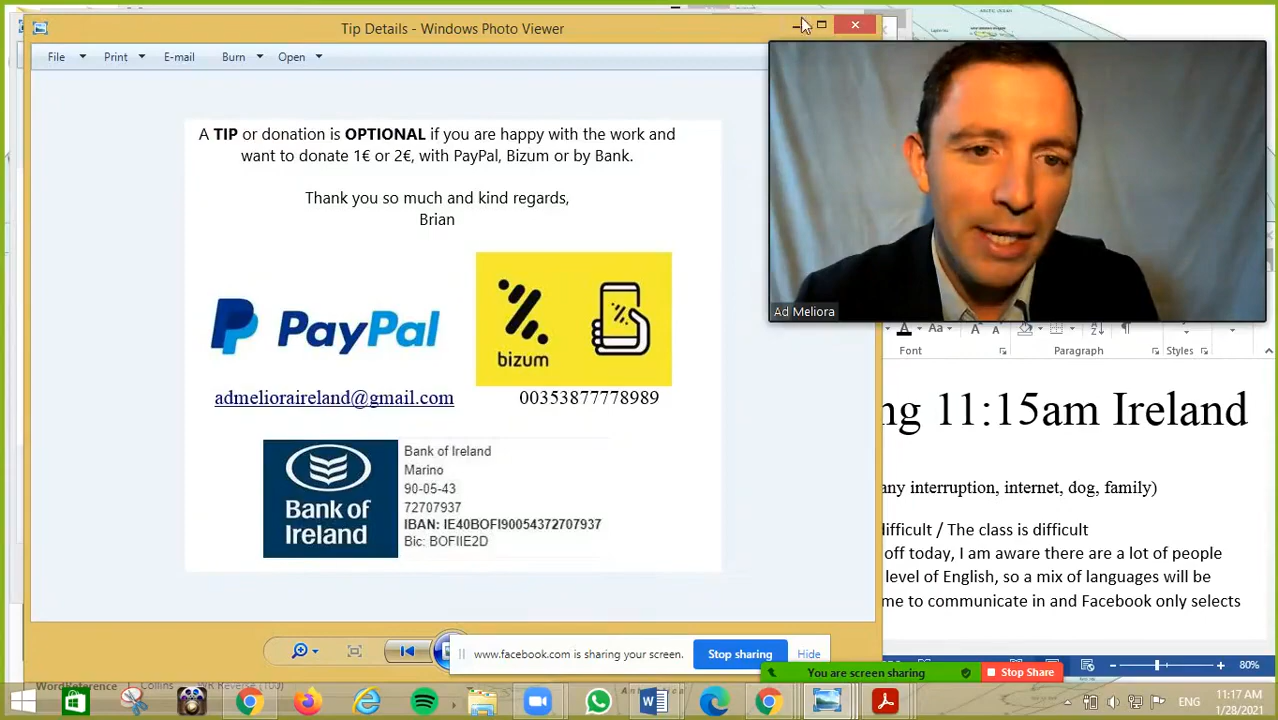 Tip Details - Windows Photo Viewer
File Print E-mail Burn Open
A TIP or donation is OPTIONAL if you are happy with the work and
want to donate 1€ or 2€, with PayPal, Bizum or by Bank.
Thank you so much and kind regards,
Brian
PayPal
bizum
admelioraireland@gmail.com
00353877778989
Bank of
Ireland
Bank of Ireland
Marino
90-05-43
72707937
IBAN: IE40BOFI90054372707937
Bic: BOFIIE2D
Ad Meliora
Aa
Font Paragraph Styles
ng 11:15am Ireland
any interruption, internet, dog, family)
difficult / The class is difficult
off today, I am aware there are a lot of people
level of English, so a mix of languages will be
me to communicate in and Facebook only selects
www.facebook.com is sharing your screen. Stop sharing Hide
You are screen sharing Stop Share
80%
WordReference Collins WR Reverse (100)
ENG
11:17 AM
1/28/2021